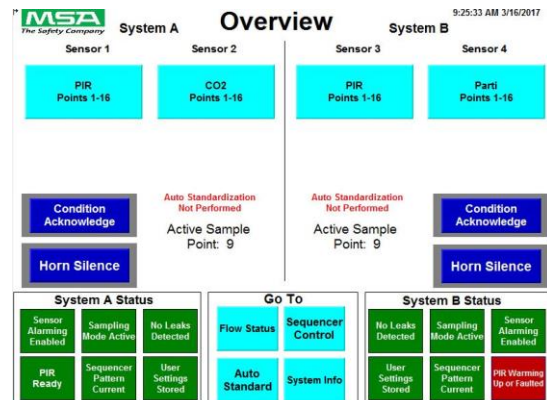 MSA
The Safety Company
System A
Overview
System B
9:25:33 AM 3/16/2017
Sensor 1
Sensor 2
Sensor 3
Sensor 4
PIR
Points 1-16
CO2
Points 1-16
PIR
Points 1-16
Parti
Points 1-16
Condition
Acknowledge
Auto Standardization
Not Performed
Active Sample
Point: 9
Auto Standardization
Not Performed
Active Sample
Point: 9
Condition
Acknowledge
Horn Silence
Horn Silence
System A Status
Sensor
Alarming
Enabled
Sampling
Mode Active
No Leaks
Detected
PIR
Ready
Sequencer
Pattern
Current
User
Settings
Stored
Go To
Flow Status
Sequencer
Control
Auto
Standard
System Info
System B Status
No Leaks
Detected
Sampling
Mode Active
Sensor
Alarming
Enabled
User
Settings
Stored
Sequencer
Pattern
Current
PIR Warming
Up or Faulted